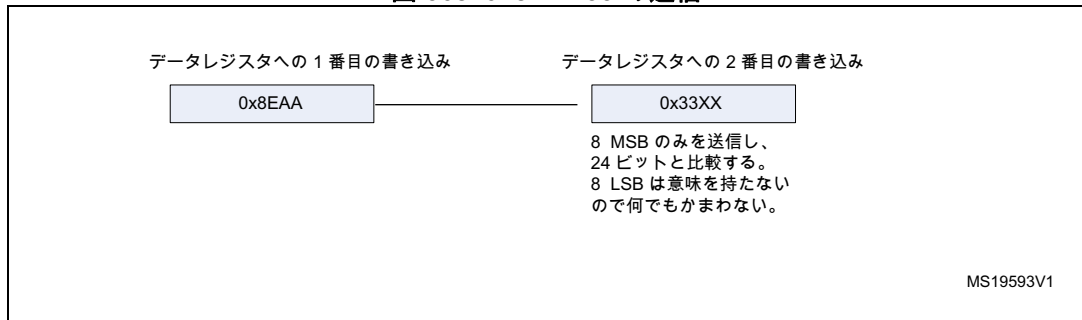 データレジスタへの 1 番目の書き込み
データレジスタへの 2 番目の書き込み
0x8EAA
0x33XX
8 MSB のみを送信し、
24 ビットと比較する。
8 LSB は意味を持たない
ので何でもかまわない。
MS19593V1